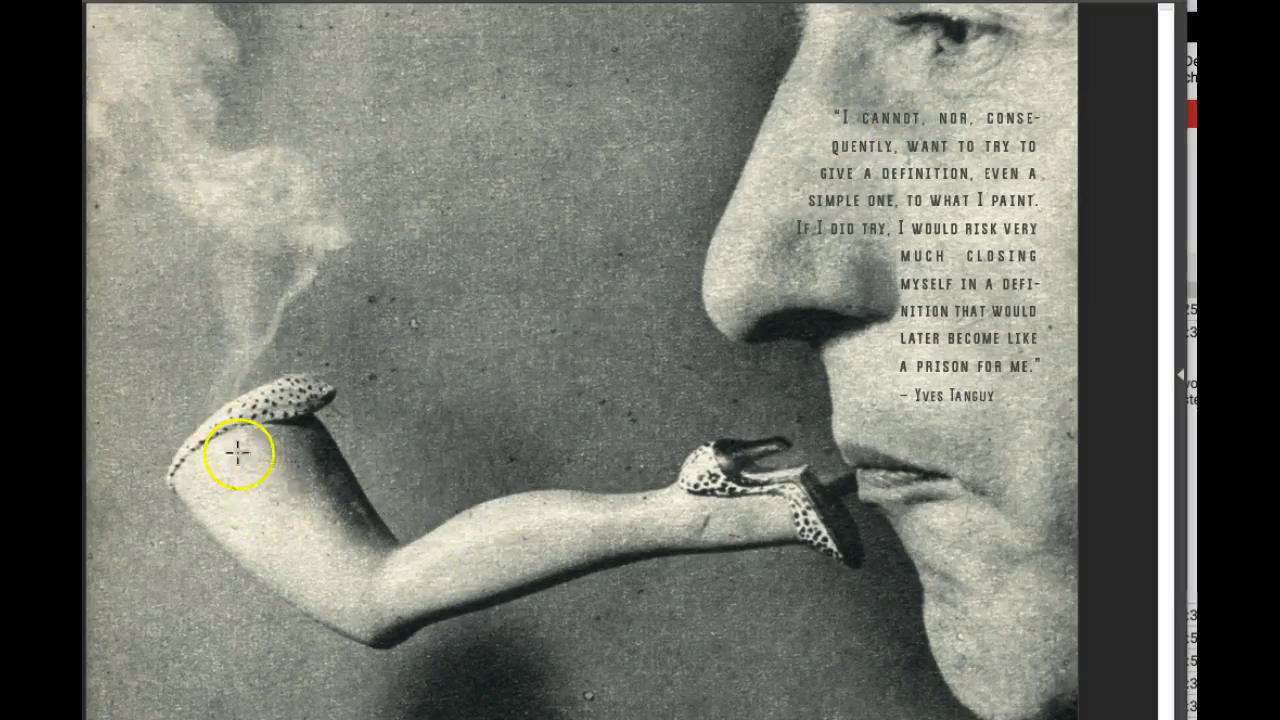 “I CANNOT, NOR, CONSE-
QUENTLY, WANT TO TRY TO
GIVE A DEFINITION, EVEN A
SIMPLE ONE, TO WHAT I PAINT.
IF I DID TRY, I WOULD RISK VERY
MUCH CLOSING
MYSELF IN A DEFI-
NITION THAT WOULD
LATER BECOME LIKE
A PRISON FOR ME.”
– YVES TANGUY